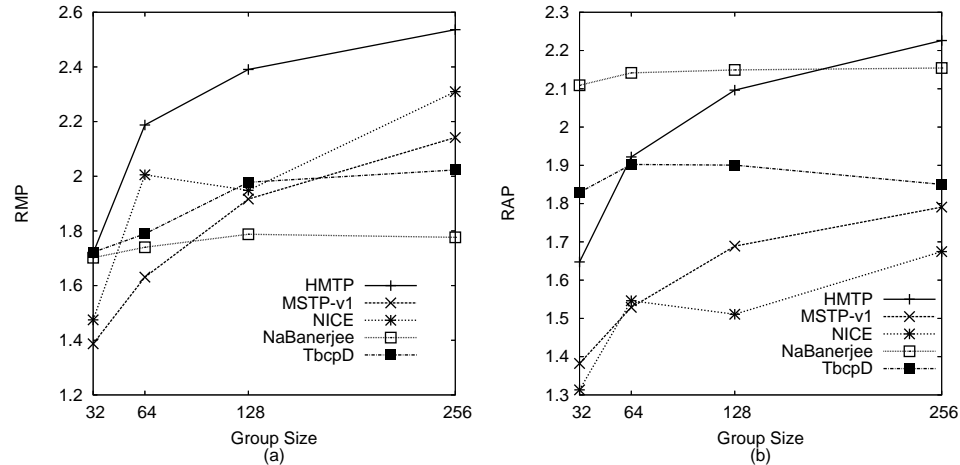 2.6
2.4
2.2
2
1.8
1.6
1.4
1.2
RMP
HMTP
MSTP-v1
NICE
NaBanerjee
TbcpD
32 64 128 256
Group Size
(a)
2.3
2.2
2.1
2
1.9
1.8
1.7
1.6
1.5
1.4
1.3
RAP
HMTP
MSTP-v1
NICE
NaBanerjee
TbcpD
32 64 128 256
Group Size
(b)